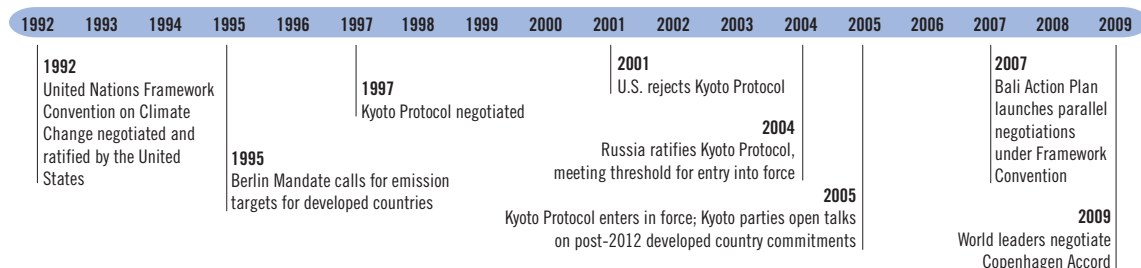 1992 1993 1994 1995 1996 1997 1999 2000 2001 2002 2003 2004 2005 2006 2007 2008 2009
1992
United Nations Framework
Convention on Climate
Change negotiated and
ratified by the United
States
1995
Berlin Mandate calls for emission
targets for developed countries
1997
Kyoto Protocol negotiated
2001
U.S. rejects Kyoto Protocol
2004
Russia ratifies Kyoto Protocol,
meeting threshold for entry into force
2005
Kyoto Protocol enters in force; Kyoto parties open talks
on post-2012 developed country commitments
2007
Bali Action Plan
launches parallel
negotiations
under Framework
Convention
2009
World leaders negotiate
Copenhagen Accord